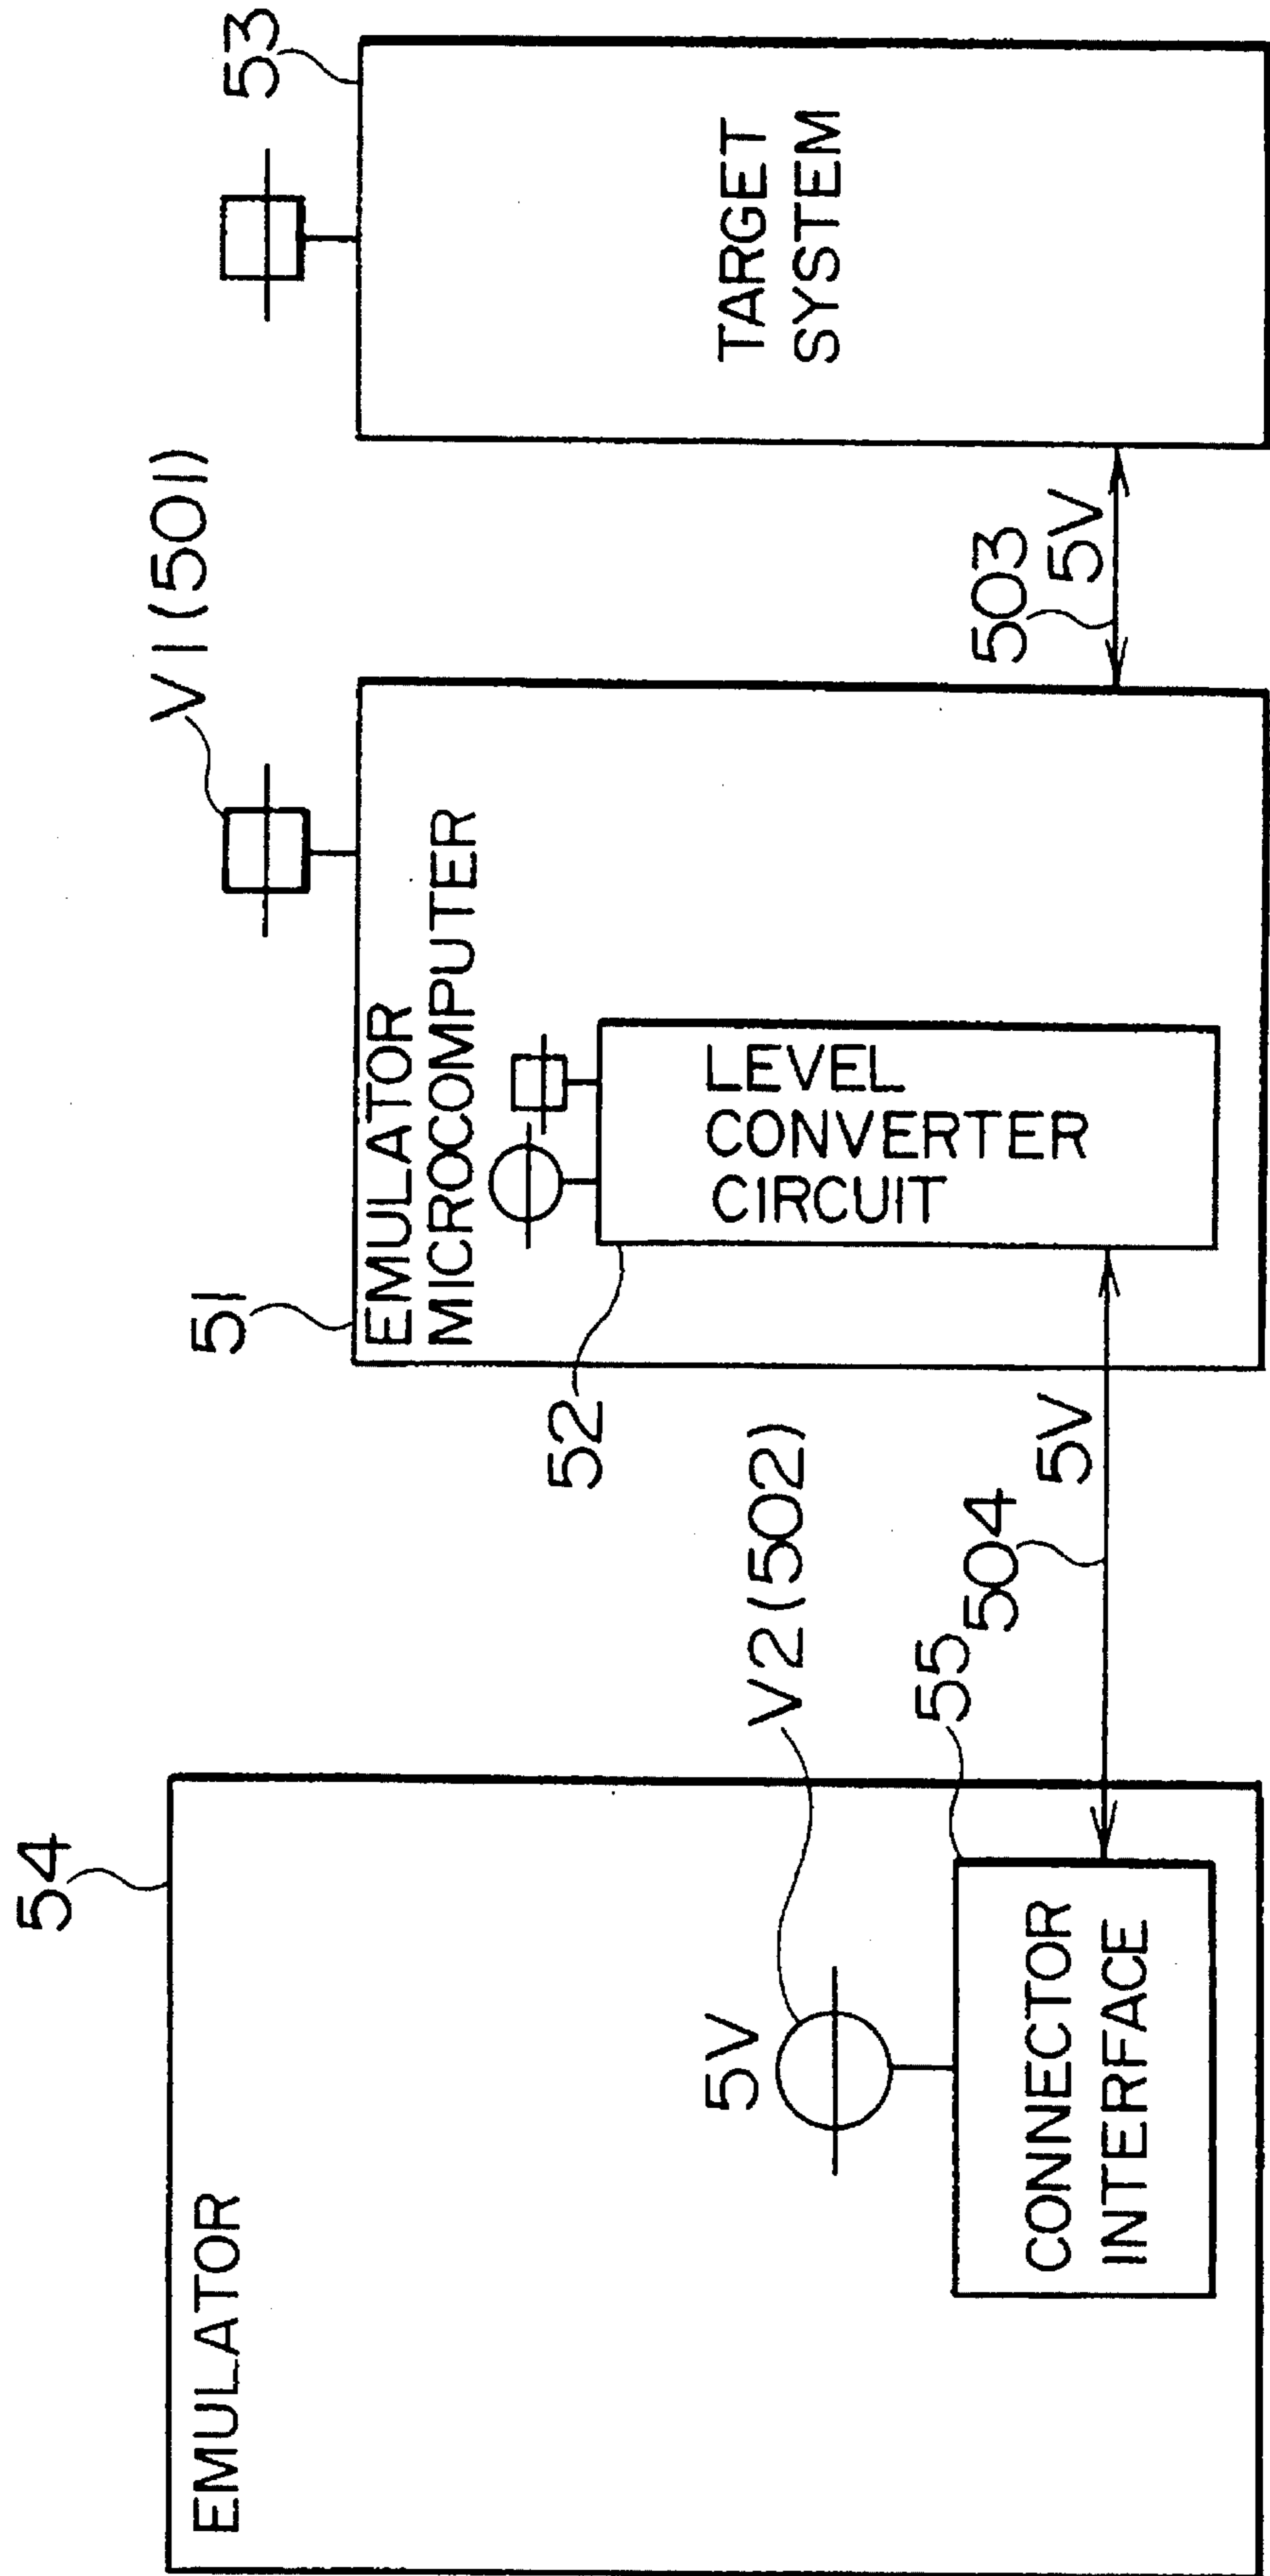 54
EMULATOR
5V
V2(502)
CONNECTOR
INTERFACE
55
504
5V
51
EMULATOR
MICROCOMPUTER
52
LEVEL
CONVERTER
CIRCUIT
V1(501)
503
5V
53
TARGET
SYSTEM